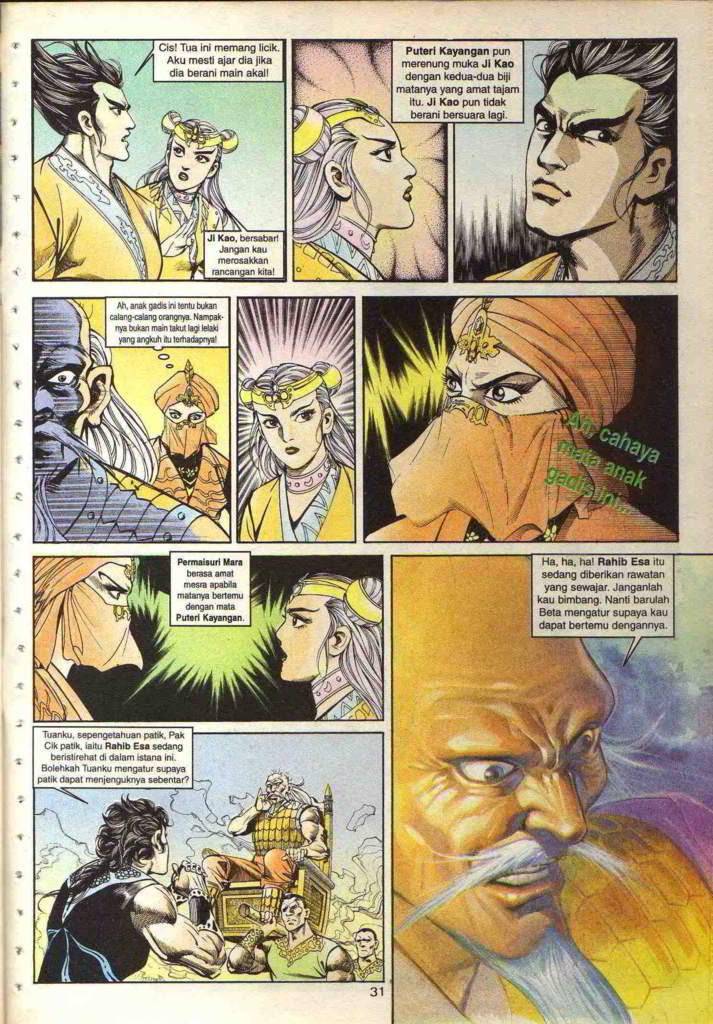 Cis! Tua ini memang licik.
Aku mesti ajar dia jika
dia berani main akal!
Ji Kao, bersabar!
Jangan kau
merosakkan
rancangan kita!
Puteri Kayangan pun
merenung muka Ji Kao
dengan kedua-dua biji
matanya yang amat tajam
itu. Ji Kao pun tidak
berani bersuara lagi.
Ah, anak gadis ini tentu bukan
calang-calang orangnya. Nampak-
nya bukan main takut lagi lelaki
yang angkuh itu terhadapnya!
Ah, cahaya
mata anak
gadis ini...
Permaisuri Mara
berasa amat
mesra apabila
matanya bertemu
dengan mata
Puteri Kayangan.
Ha, ha, ha! Rahib Esa itu
sedang diberikan rawatan
yang sewajar. Janganlah
kau bimbang. Nanti barulah
Beta mengatur supaya kau
dapat bertemu dengannya.
Tuanku, sepengetahuan patik, Pak
Cik patik, iaitu Rahib Esa sedang
beristirehat di dalam istana ini.
Bolehkah Tuanku mengatur supaya
patik dapat menjenguknya sebentar?
31